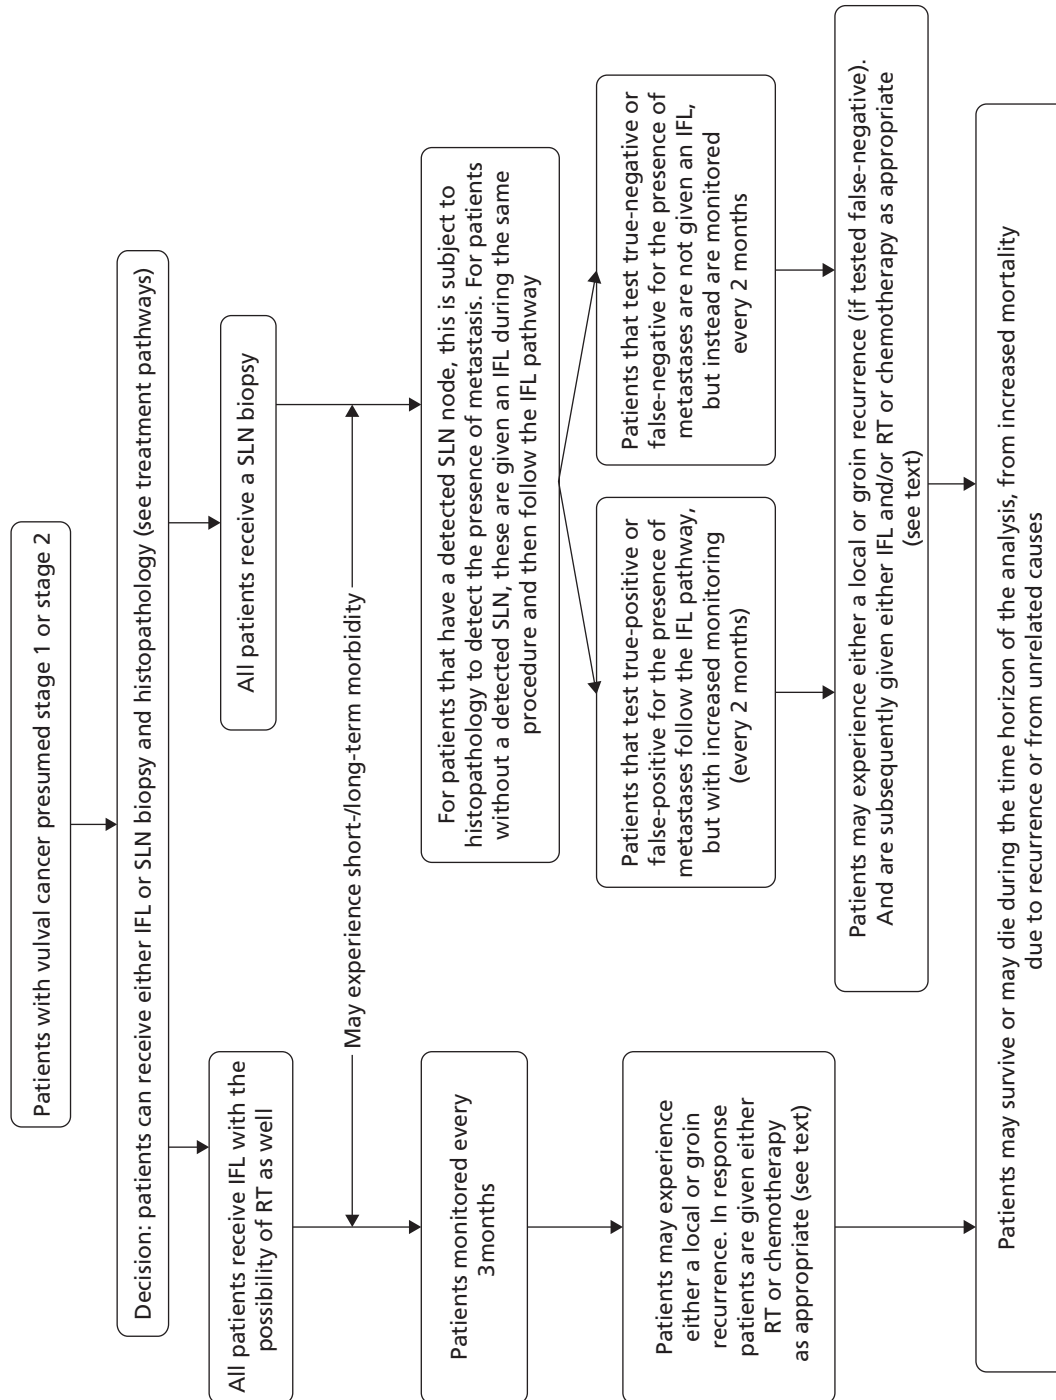 Patients with vulval cancer presumed stage 1 or stage 2
Decision: patients can receive either IFL or SLN biopsy and histopathology (see treatment pathways)
All patients receive IFL with the
possibility of RT as well
All patients receive a SLN biopsy
May experience short-/long-term morbidity
Patients monitored every
3months
For patients that have a detected SLN node, this is subject to
histopathology to detect the presence of metastasis. For patients
without a detected SLN, these are given an IFL during the same
procedure and then follow the IFL pathway
Patients that test true-positive or
false-positive for the presence of
metastases follow the IFL pathway,
but with increased monitoring
(every 2 months)
Patients that test true-negative or
false-negative for the presence of
metastases are not given an IFL,
but instead are monitored
every 2 months
Patients may experience
either a local or groin
recurrence. In response
patients are given either
RT or chemotherapy
as appropriate (see text)
Patients may experience either a local or groin recurrence (if tested false-negative).
And are subsequently given either IFL and/or RT or chemotherapy as appropriate
(see text)
Patients may survive or may die during the time horizon of the analysis, from increased mortality
due to recurrence or from unrelated causes